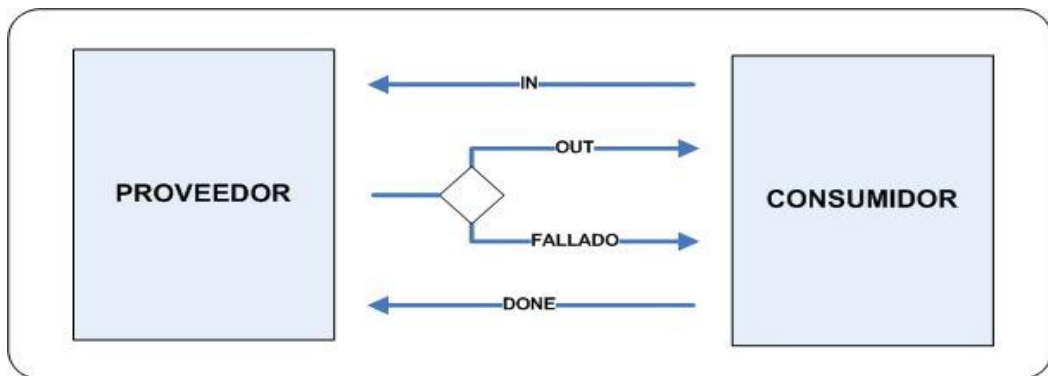 IN
OUT
PROVEEDOR
CONSUMIDOR
FALLADO
DONE